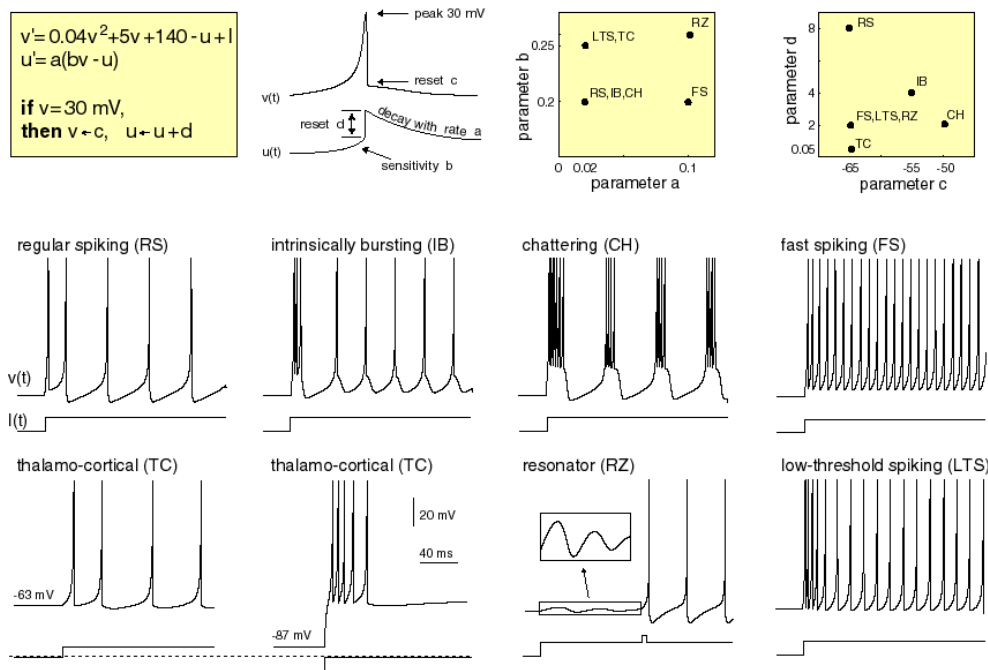 v'= 0.04v²+5v +140 - u + I
u'= a(bv - u)
if v= 30 mV,
then v←c, u←u+d
peak 30 mV
reset c
v(t)
reset d
decay with rate a
u(t)
sensitivity b
parameter b
0.25
0.2
LTS,TC
RZ
RS,IB,CH
FS
0 0.02 0.1
parameter a
parameter d
8
4
2
0.05
RS
IB
FS,LTS,RZ
CH
TC
-65 -55 -50
parameter c
regular spiking (RS)
intrinsically bursting (IB)
chattering (CH)
fast spiking (FS)
v(t)
I(t)
thalamo-cortical (TC)
thalamo-cortical (TC)
resonator (RZ)
low-threshold spiking (LTS)
20 mV
40 ms
-63 mV
-87 mV